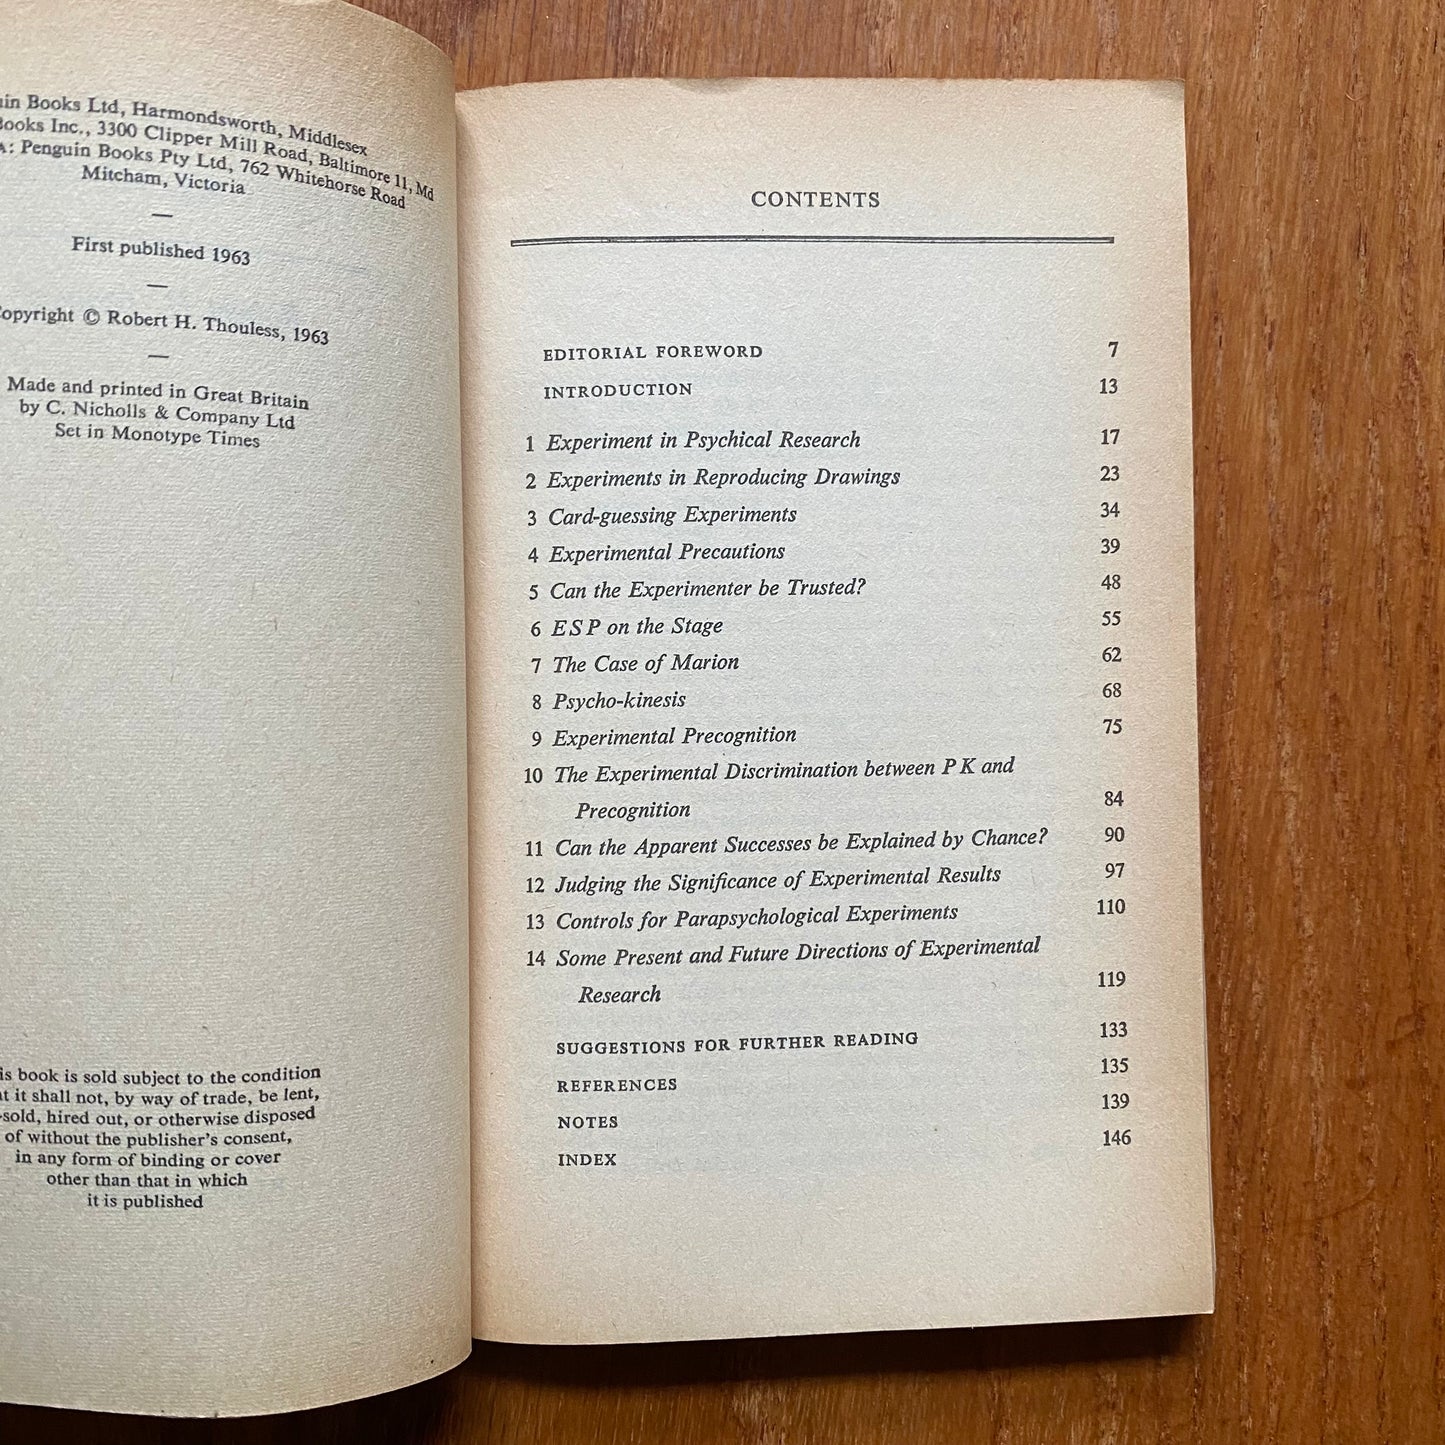 Books Ltd, Harmondsworth, Middlesex
Books Inc., 3300 Clipper Mill Road, Baltimore 11, Md
: Penguin Books Pty Ltd, 762 Whitehorse Road
Mitcham, Victoria
—
First published 1963
—
opyright © Robert H. Thouless, 1963
—
Made and printed in Great Britain
by C. Nicholls & Company Ltd
Set in Monotype Times
is book is sold subject to the condition
t it shall not, by way of trade, be lent,
-sold, hired out, or otherwise disposed
of without the publisher's consent,
in any form of binding or cover
other than that in which
it is published
CONTENTS
EDITORIAL FOREWORD 7
INTRODUCTION 13
1 Experiment in Psychical Research 17
2 Experiments in Reproducing Drawings 23
3 Card-guessing Experiments 34
4 Experimental Precautions 39
5 Can the Experimenter be Trusted? 48
6 ESP on the Stage 55
7 The Case of Marion 62
8 Psycho-kinesis 68
9 Experimental Precognition 75
10 The Experimental Discrimination between PK and
Precognition 84
11 Can the Apparent Successes be Explained by Chance? 90
12 Judging the Significance of Experimental Results 97
13 Controls for Parapsychological Experiments 110
14 Some Present and Future Directions of Experimental
Research 119
SUGGESTIONS FOR FURTHER READING 133
REFERENCES 135
NOTES 139
INDEX 146